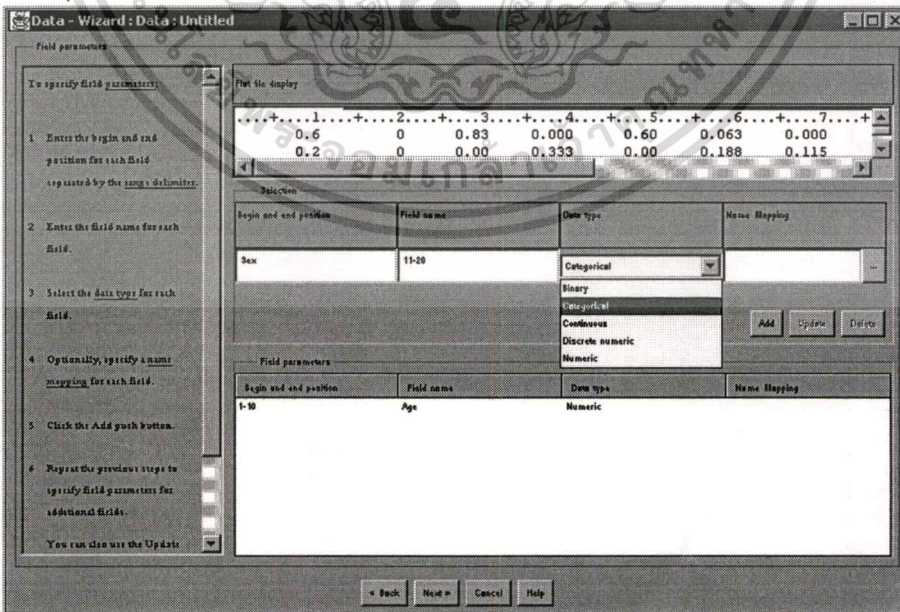 Data - Wizard : Data : Untitled
Field parameters
To specify field parameters:
1 Enter the begin and end
position for each field
separated by the range delimiter.
2 Enter the field name for each
field.
3 Select the data type for each
field.
4 Optionally, specify a name
mapping for each field.
5 Click the Add push button.
6 Repeat the previous steps to
specify field parameters for
additional fields.
You can also use the Update
Flat file display
....+....1....+....2....+....3....+....4....+....5....+....6....+....7....+
0.6 0 0.83 0.000 0.60 0.063 0.000
0.2 0 0.00 0.333 0.00 0.188 0.115
Selection
Begin and end position Field name Data type Name Mapping
Sex 11-20 Categorical ...
Binary
Categorical
Continuous
Discrete numeric
Numeric
Add Update Delete
Field parameters
Begin and end position Field name Data type Name Mapping
1-10 Age Numeric
< Back Next > Cancel Help